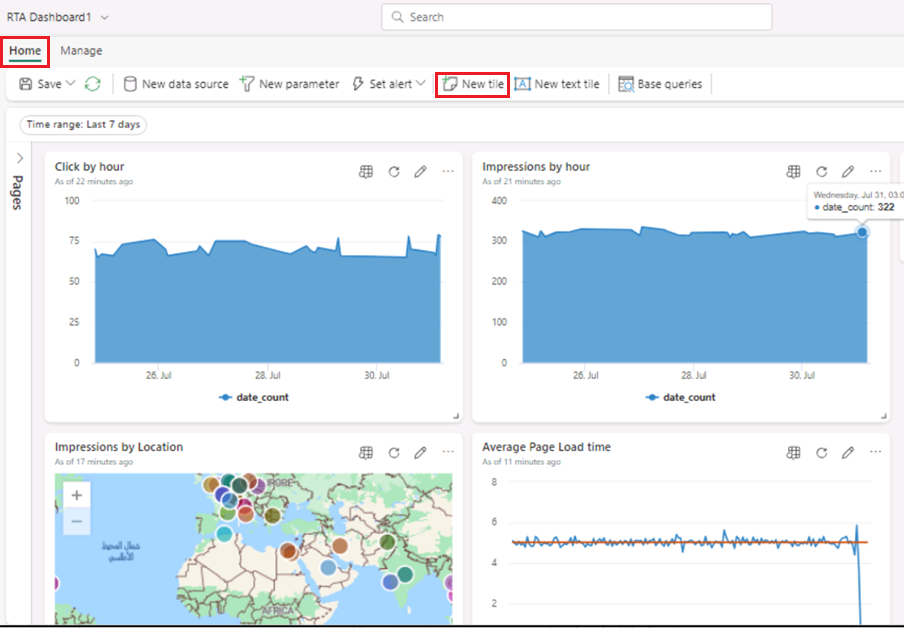 RTA Dashboard1
Search
Home
Manage
Save
New data source
New parameter
Set alert
New tile
New text tile
Base queries
Time range: Last 7 days
Pages
Click by hour
As of 22 minutes ago
100
75
50
25
0
26. Jul
28. Jul
30. Jul
date_count
Impressions by hour
As of 21 minutes ago
Wednesday, Jul 31, 03:0
date_count: 322
400
300
200
100
0
26. Jul
28. Jul
30. Jul
date_count
Impressions by Location
As of 17 minutes ago
+
−
شمال المحيط
الأطلسي
AFRICA
Average Page Load time
As of 11 minutes ago
8
6
4
2